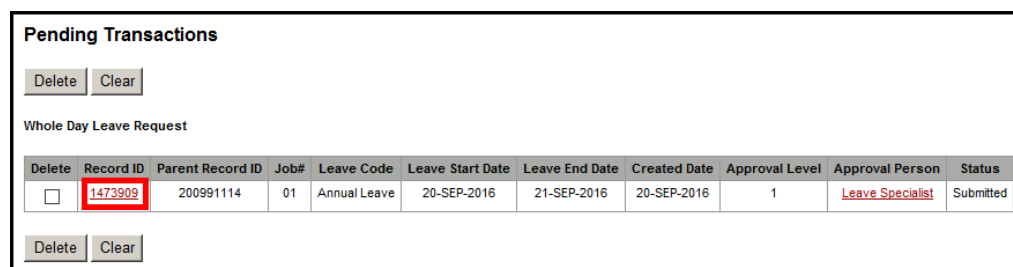 Pending Transactions
Delete Clear
Whole Day Leave Request
Delete Record ID Parent Record ID Job# Leave Code Leave Start Date Leave End Date Created Date Approval Level Approval Person Status
1473909 200991114 01 Annual Leave 20-SEP-2016 21-SEP-2016 20-SEP-2016 1 Leave Specialist Submitted
Delete Clear